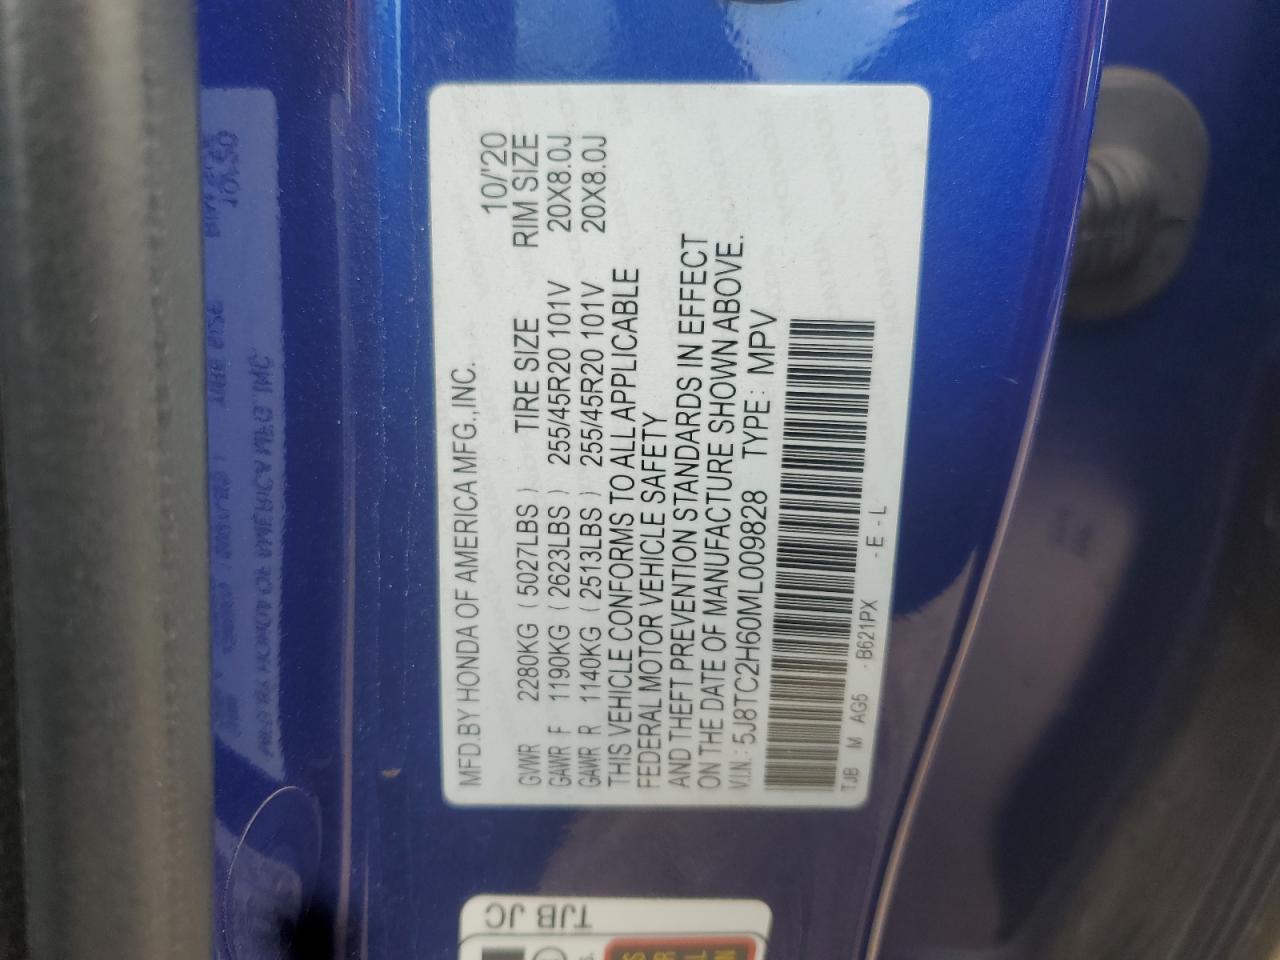 MFD.BY HONDA OF AMERICA MFG.,INC. 10/'20
GVWR 2280KG ( 5027LBS ) TIRE SIZE RIM SIZE
GAWR F 1190KG ( 2623LBS ) 255/45R20 101V 20X8.0J
GAWR R 1140KG ( 2513LBS ) 255/45R20 101V 20X8.0J
THIS VEHICLE CONFORMS TO ALL APPLICABLE
FEDERAL MOTOR VEHICLE SAFETY
AND THEFT PREVENTION STANDARDS IN EFFECT
ON THE DATE OF MANUFACTURE SHOWN ABOVE.
V.I.N.: 5J8TC2H60ML009828 TYPE: MPV
TJB M AG5 - B621PX - E - L
TJB JC